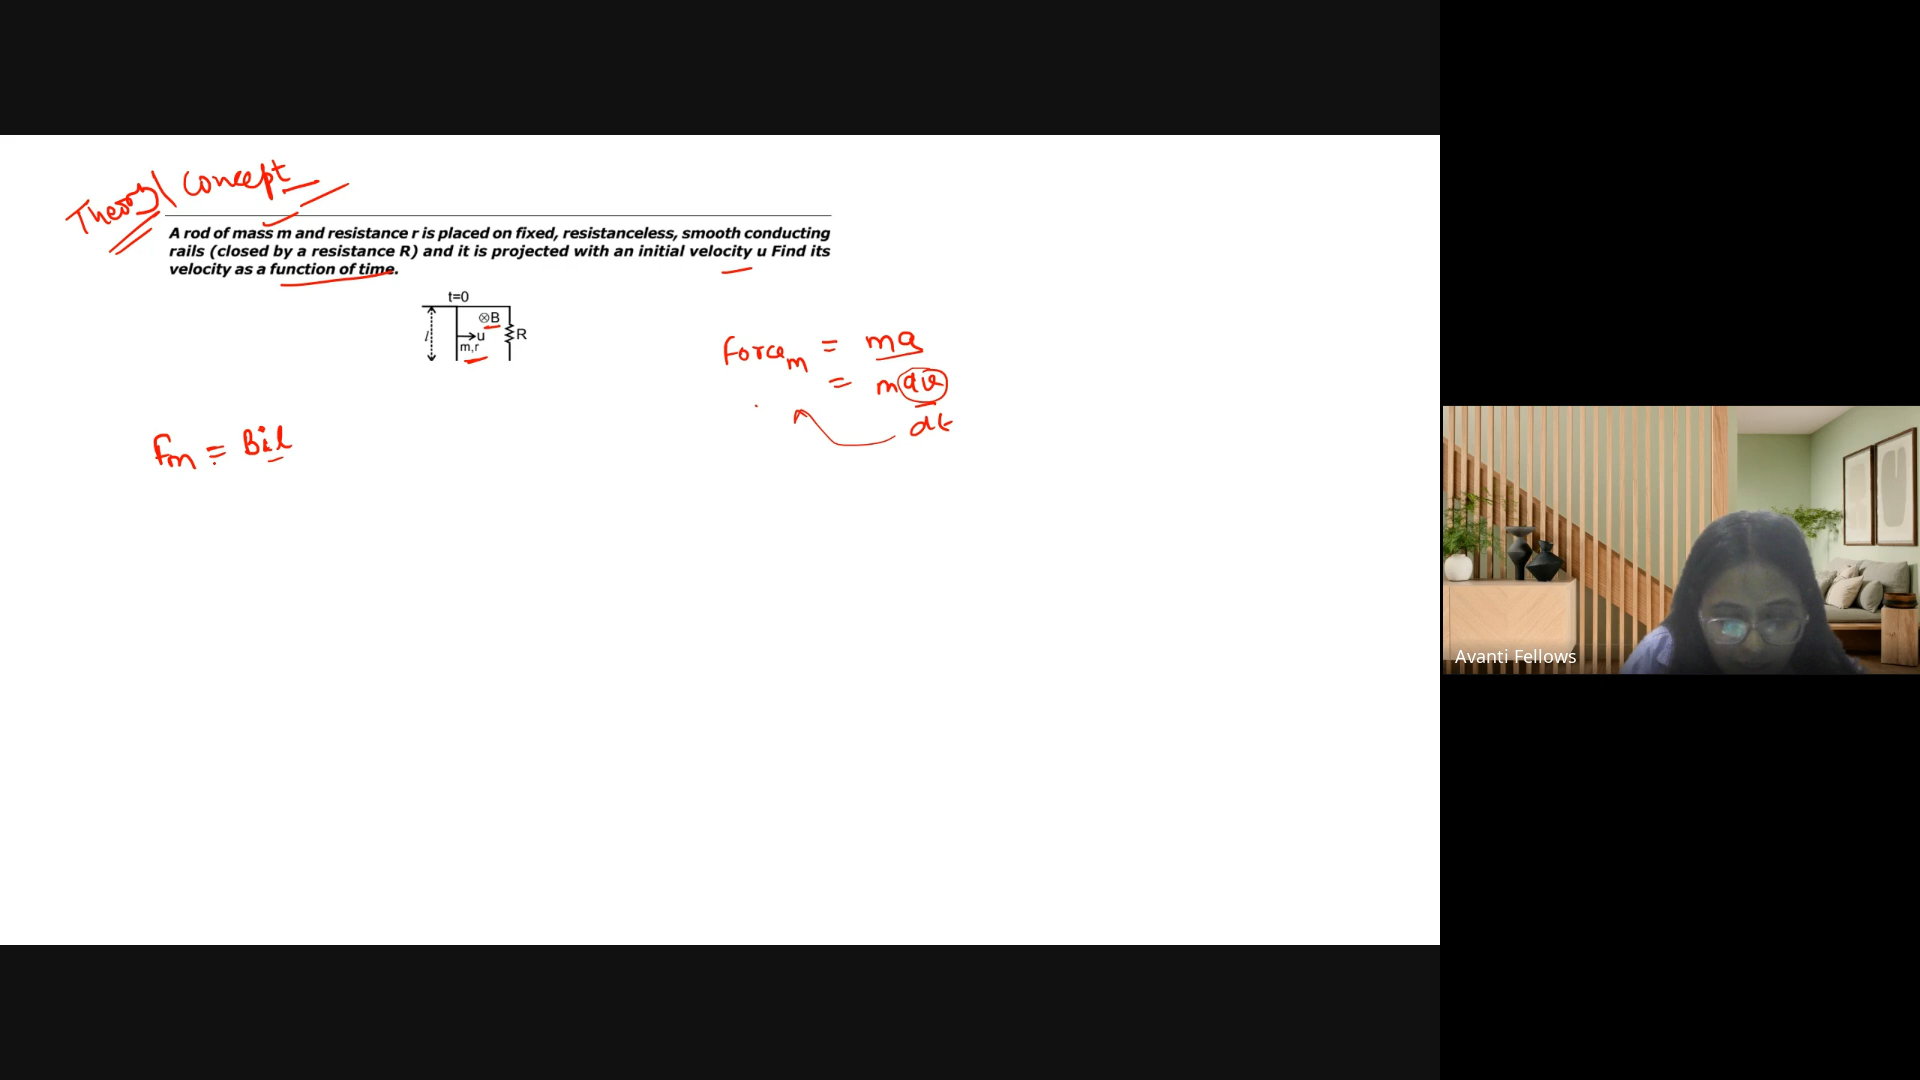 Theory| Concept
A rod of mass m and resistance r is placed on fixed, resistanceless, smooth conducting
rails (closed by a resistance R) and it is projected with an initial velocity u Find its
velocity as a function of time.
t=0
⊗B
l
u
R
m,r
Force_m = ma
= m dv
dt
F_m = Bil
Avanti Fellows